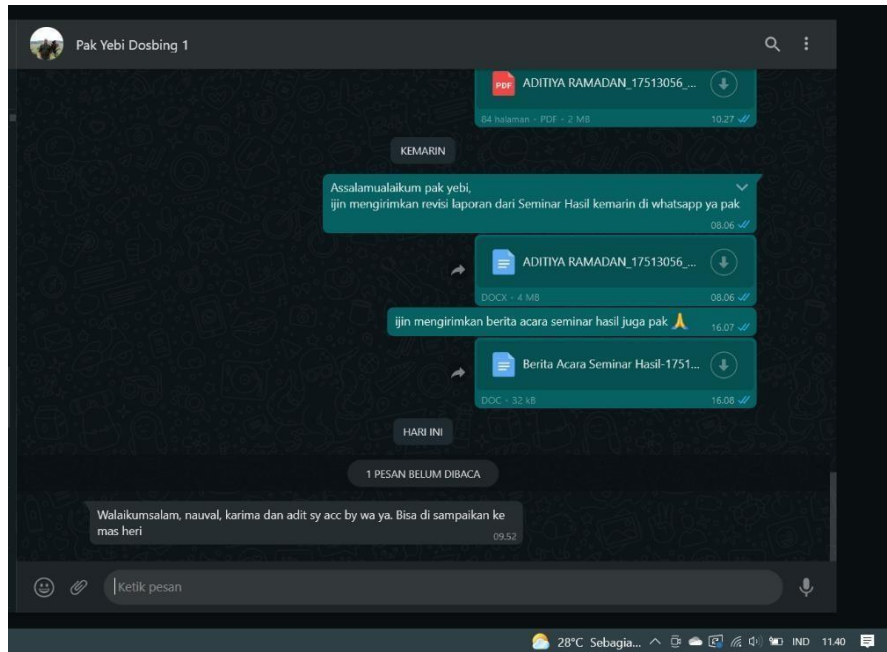 Pak Yebi Dosbing 1
PDF
ADITIYA RAMADAN_17513056_...
84 halaman • PDF • 2 MB
10.27
KEMARIN
Assalamualaikum pak yebi,
ijin mengirimkan revisi laporan dari Seminar Hasil kemarin di whatsapp ya pak
08.06
ADITIYA RAMADAN_17513056_...
DOCX • 4 MB
08.06
ijin mengirimkan berita acara seminar hasil juga pak 🙏
16.07
Berita Acara Seminar Hasil-1751...
DOC • 32 kB
16.08
HARI INI
1 PESAN BELUM DIBACA
Walaikumsalam, nauval, karima dan adit sy acc by wa ya. Bisa di sampaikan ke
mas heri
09.52
Ketik pesan
28°C Sebagia... IND 11.40